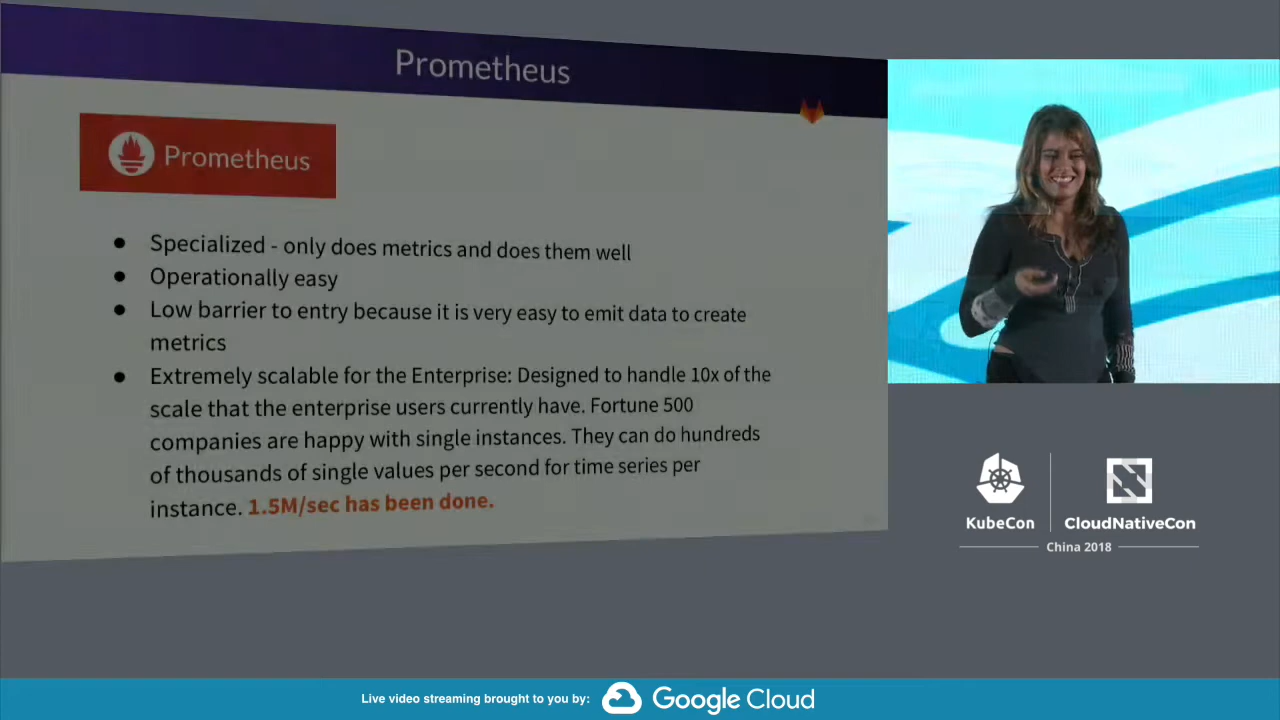 Prometheus
Prometheus
Specialized - only does metrics and does them well
Operationally easy
Low barrier to entry because it is very easy to emit data to create
metrics
Extremely scalable for the Enterprise: Designed to handle 10x of the
scale that the enterprise users currently have. Fortune 500
companies are happy with single instances. They can do hundreds
of thousands of single values per second for time series per
instance. 1.5M/sec has been done.
KubeCon
CloudNativeCon
China 2018
Live video streaming brought to you by: Google Cloud